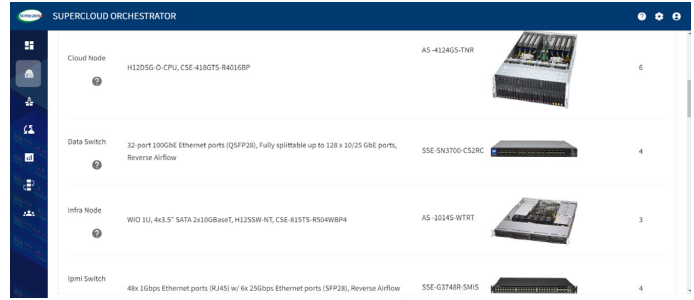 SUPERMICRO
SUPERCLOUD ORCHESTRATOR
Cloud Node
H12DSG-O-CPU, CSE-418GTS-R4016BP
AS -4124GS-TNR
6
Data Switch
32-port 100GbE Ethernet ports (QSFP28), Fully splittable up to 128 x 10/25 GbE ports,
Reverse Airflow
SSE-SN3700-CS2RC
4
Infra Node
WIO 1U, 4x3.5" SATA 2x10GBaseT, H12SSW-NT, CSE-815TS-R504WBP4
AS -1014S-WTRT
3
Ipmi Switch
48x 1Gbps Ethernet ports (RJ45) w/ 6x 25Gbps Ethernet ports (SFP28), Reverse Airflow
SSE-G3748R-SMIS
4